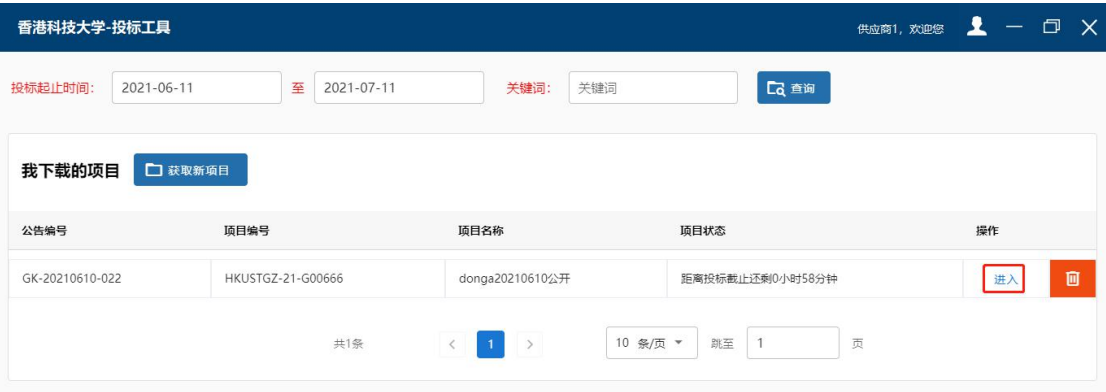 香港科技大学-投标工具
供应商1，欢迎您
投标起止时间： 2021-06-11 至 2021-07-11 关键词： 关键词 查询
我下载的项目 获取新项目
公告编号 项目编号 项目名称 项目状态 操作
GK-20210610-022 HKUSTGZ-21-G00666 donga20210610公开 距离投标截止还剩0小时58分钟 进入
共1条 < 1 > 10 条/页 跳至 1 页